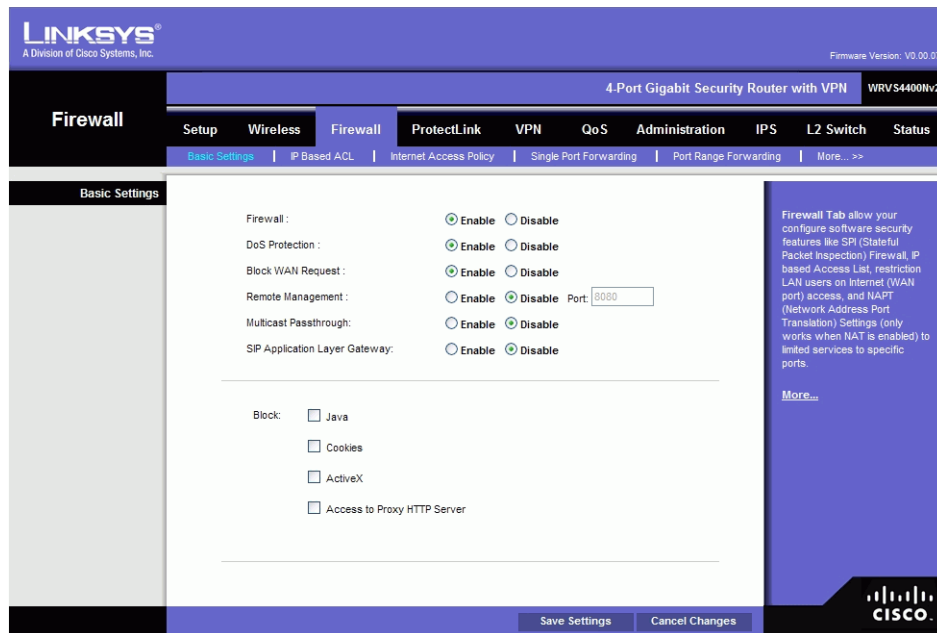 LINKSYS®
A Division of Cisco Systems, Inc.
Firmware Version: V0.00.0
4-Port Gigabit Security Router with VPN
WRVS4400Nv2
Firewall
Setup Wireless Firewall ProtectLink VPN QoS Administration IPS L2 Switch Status
Basic Settings | IP Based ACL | Internet Access Policy | Single Port Forwarding | Port Range Forwarding | More... >>
Basic Settings
Firewall : Enable Disable
DoS Protection : Enable Disable
Block WAN Request : Enable Disable
Remote Management : Enable Disable Port: 8080
Multicast Passthrough: Enable Disable
SIP Application Layer Gateway: Enable Disable
Block: Java
Cookies
ActiveX
Access to Proxy HTTP Server
Firewall Tab allow your
configure software security
features like SPI (Stateful
Packet Inspection) Firewall, IP
based Access List, restriction
LAN users on Internet (WAN
port) access, and NAPT
(Network Address Port
Translation) Settings (only
works when NAT is enabled) to
limited services to specific
ports.
More...
Save Settings Cancel Changes
CISCO.